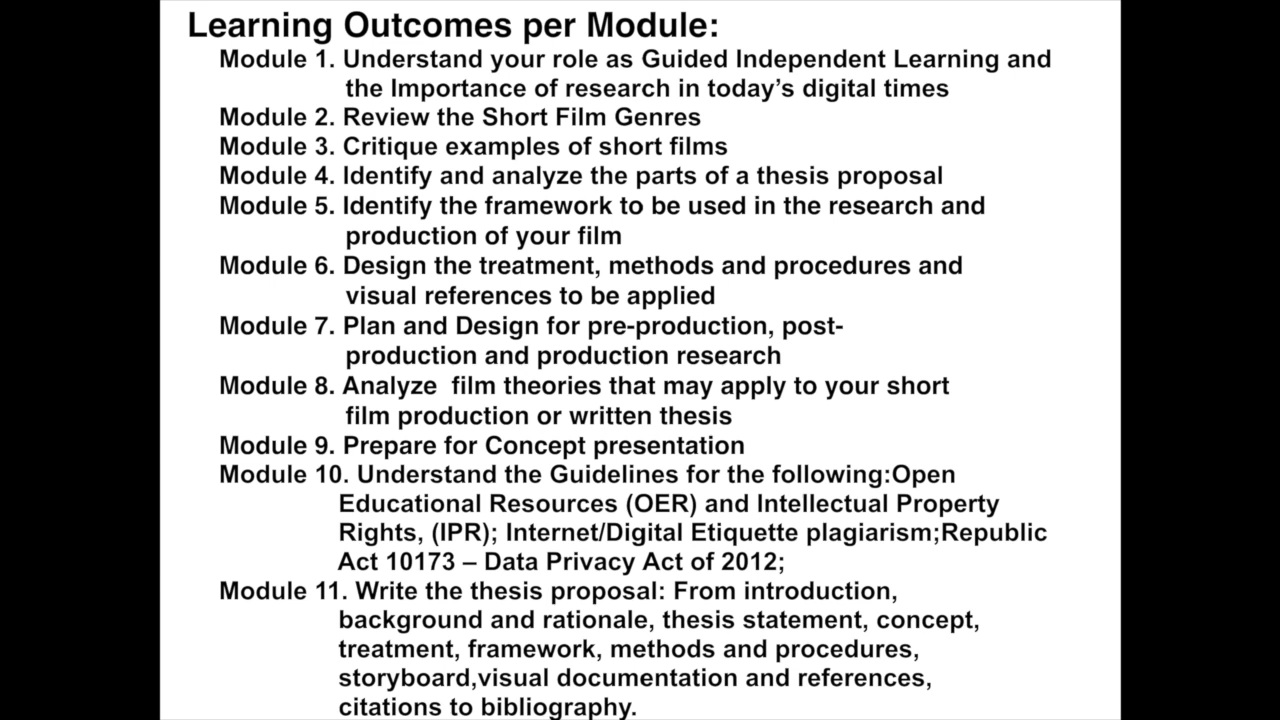 Learning Outcomes per Module:
Module 1. Understand your role as Guided Independent Learning and
the Importance of research in today’s digital times
Module 2. Review the Short Film Genres
Module 3. Critique examples of short films
Module 4. Identify and analyze the parts of a thesis proposal
Module 5. Identify the framework to be used in the research and
production of your film
Module 6. Design the treatment, methods and procedures and
visual references to be applied
Module 7. Plan and Design for pre-production, post-
production and production research
Module 8. Analyze  film theories that may apply to your short
film production or written thesis
Module 9. Prepare for Concept presentation
Module 10. Understand the Guidelines for the following:Open
Educational Resources (OER) and Intellectual Property
Rights, (IPR); Internet/Digital Etiquette plagiarism;Republic
Act 10173 – Data Privacy Act of 2012;
Module 11. Write the thesis proposal: From introduction,
background and rationale, thesis statement, concept,
treatment, framework, methods and procedures,
storyboard,visual documentation and references,
citations to bibliography.